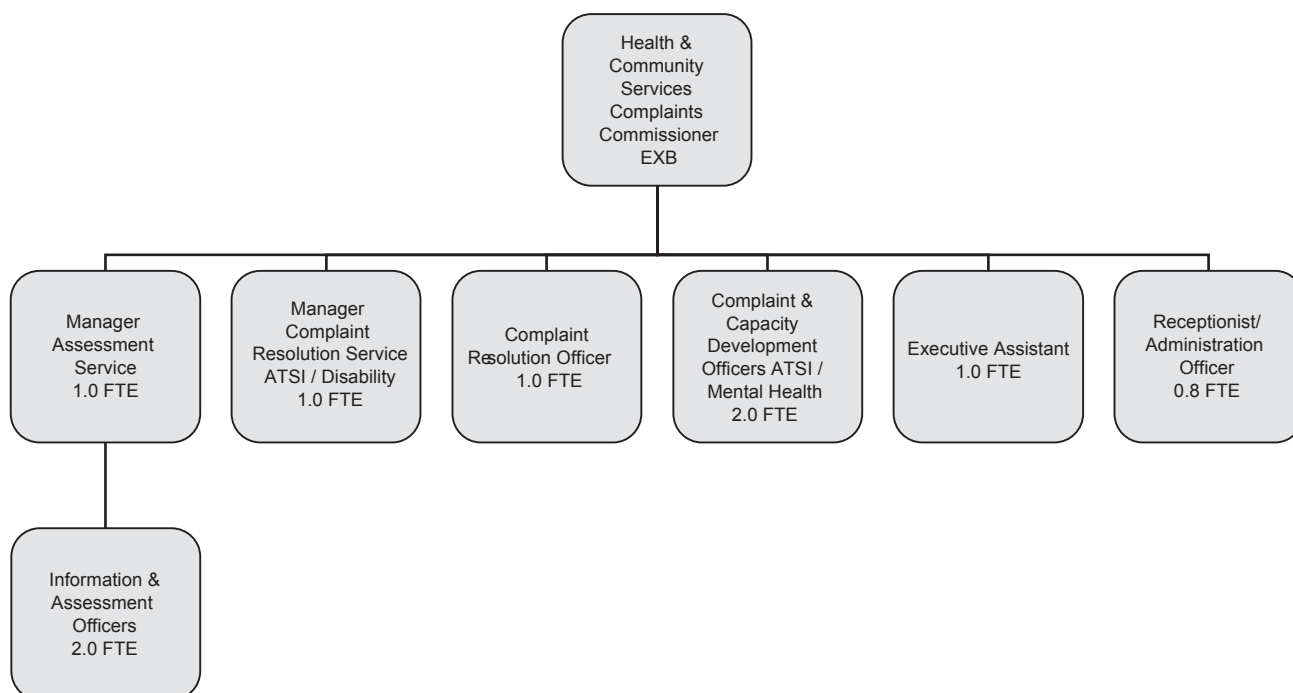 Health &
Community
Services
Complaints
Commissioner
EXB
Manager
Assessment
Service
1.0 FTE
Manager
Complaint
Resolution Service
ATSI / Disability
1.0 FTE
Complaint
Resolution Officer
1.0 FTE
Complaint &
Capacity
Development
Officers ATSI /
Mental Health
2.0 FTE
Executive Assistant
1.0 FTE
Receptionist/
Administration
Officer
0.8 FTE
Information &
Assessment
Officers
2.0 FTE